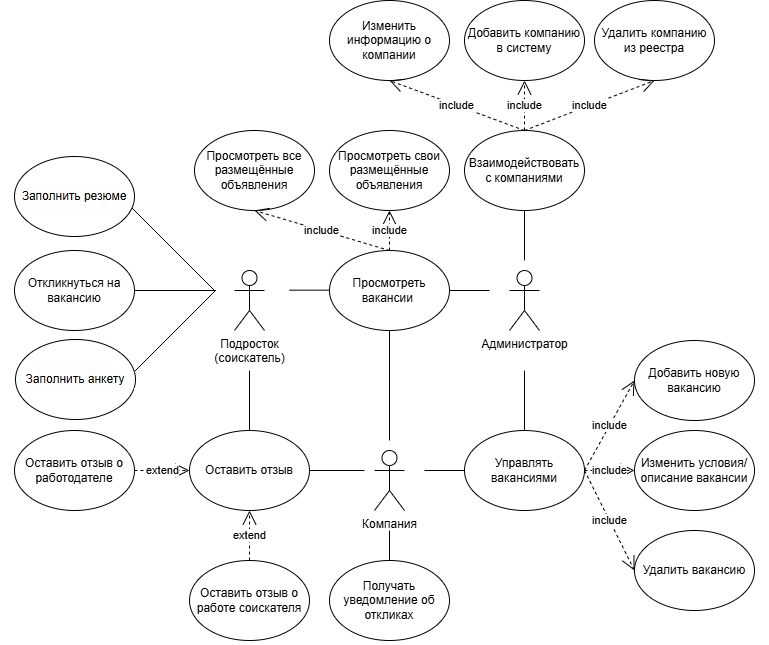 Изменить
информацию о
компании
Добавить компанию
в систему
Удалить компанию
из реестра
include
include
include
Просмотреть все
размещённые
объявления
Просмотреть свои
размещённые
объявления
Взаимодействовать
с компаниями
Заполнить резюме
include
include
Откликнуться на
вакансию
Просмотреть
вакансии
Подросток
(соискатель)
Администратор
Заполнить анкету
Добавить новую
вакансию
include
Оставить отзыв о
работодателе
extend
Оставить отзыв
Управлять
вакансиями
include
Изменить условия/
описание вакансии
Компания
include
extend
Оставить отзыв о
работе соискателя
Получать
уведомление об
откликах
Удалить вакансию